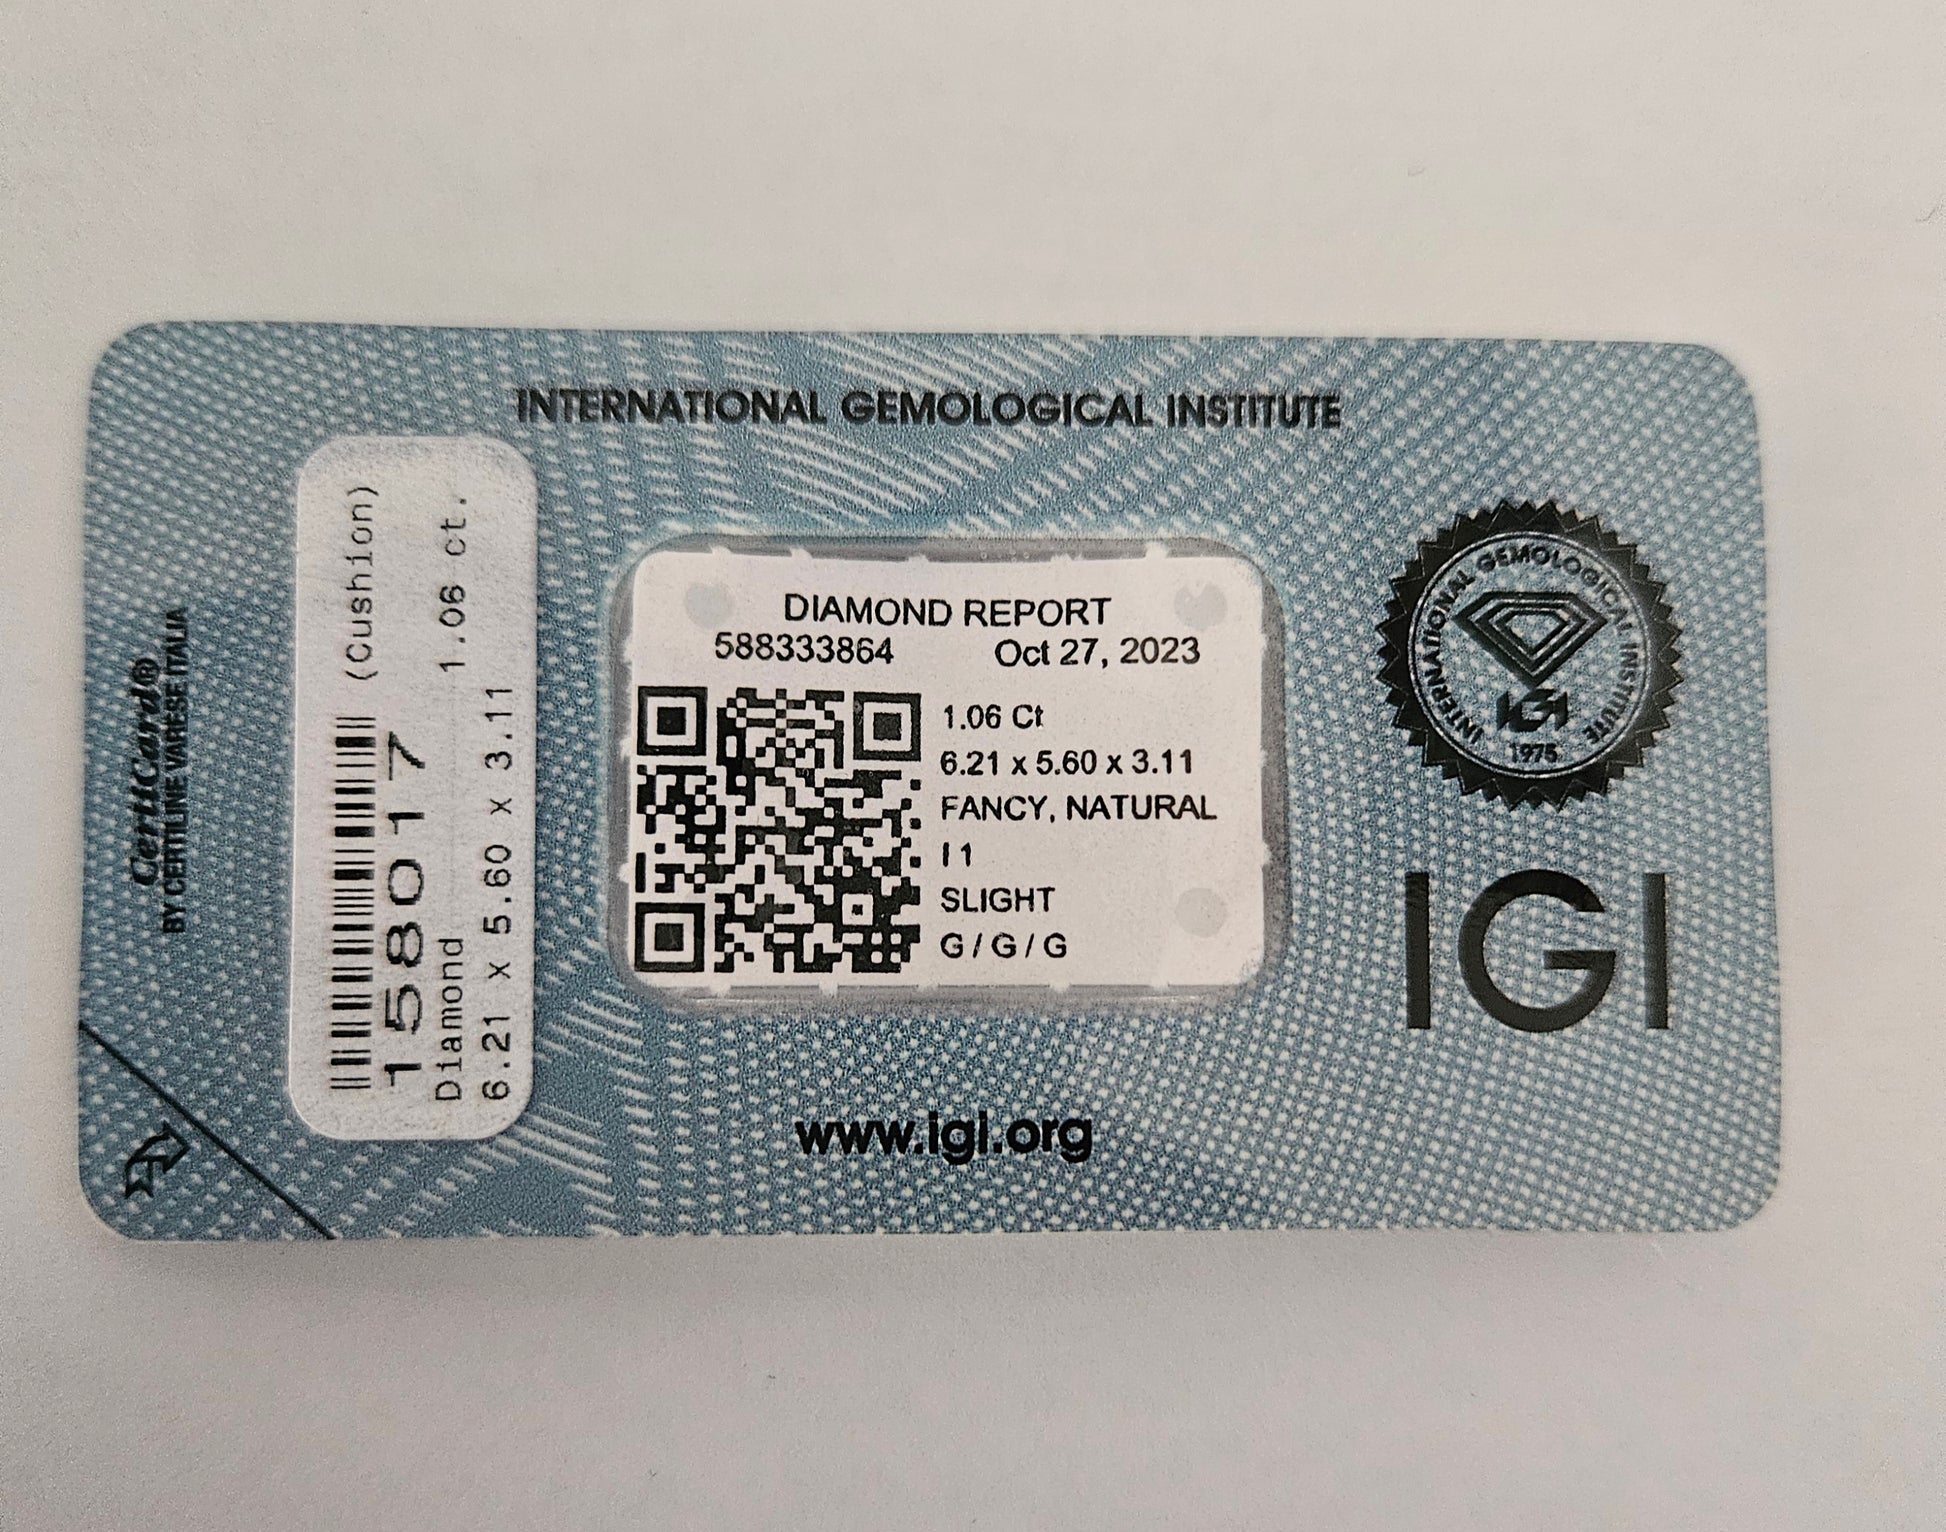 INTERNATIONAL GEMOLOGICAL INSTITUTE
CertiCard®
BY CERTILINE VARESE ITALIA
(Cushion)
158017
Diamond 1.06 ct.
6.21 x 5.60 x 3.11
DIAMOND REPORT
588333864 Oct 27, 2023
1.06 Ct
6.21 x 5.60 x 3.11
FANCY, NATURAL
I 1
SLIGHT
G / G / G
INTERNATIONAL GEMOLOGICAL INSTITUTE
IGI
1975
IGI
www.igi.org